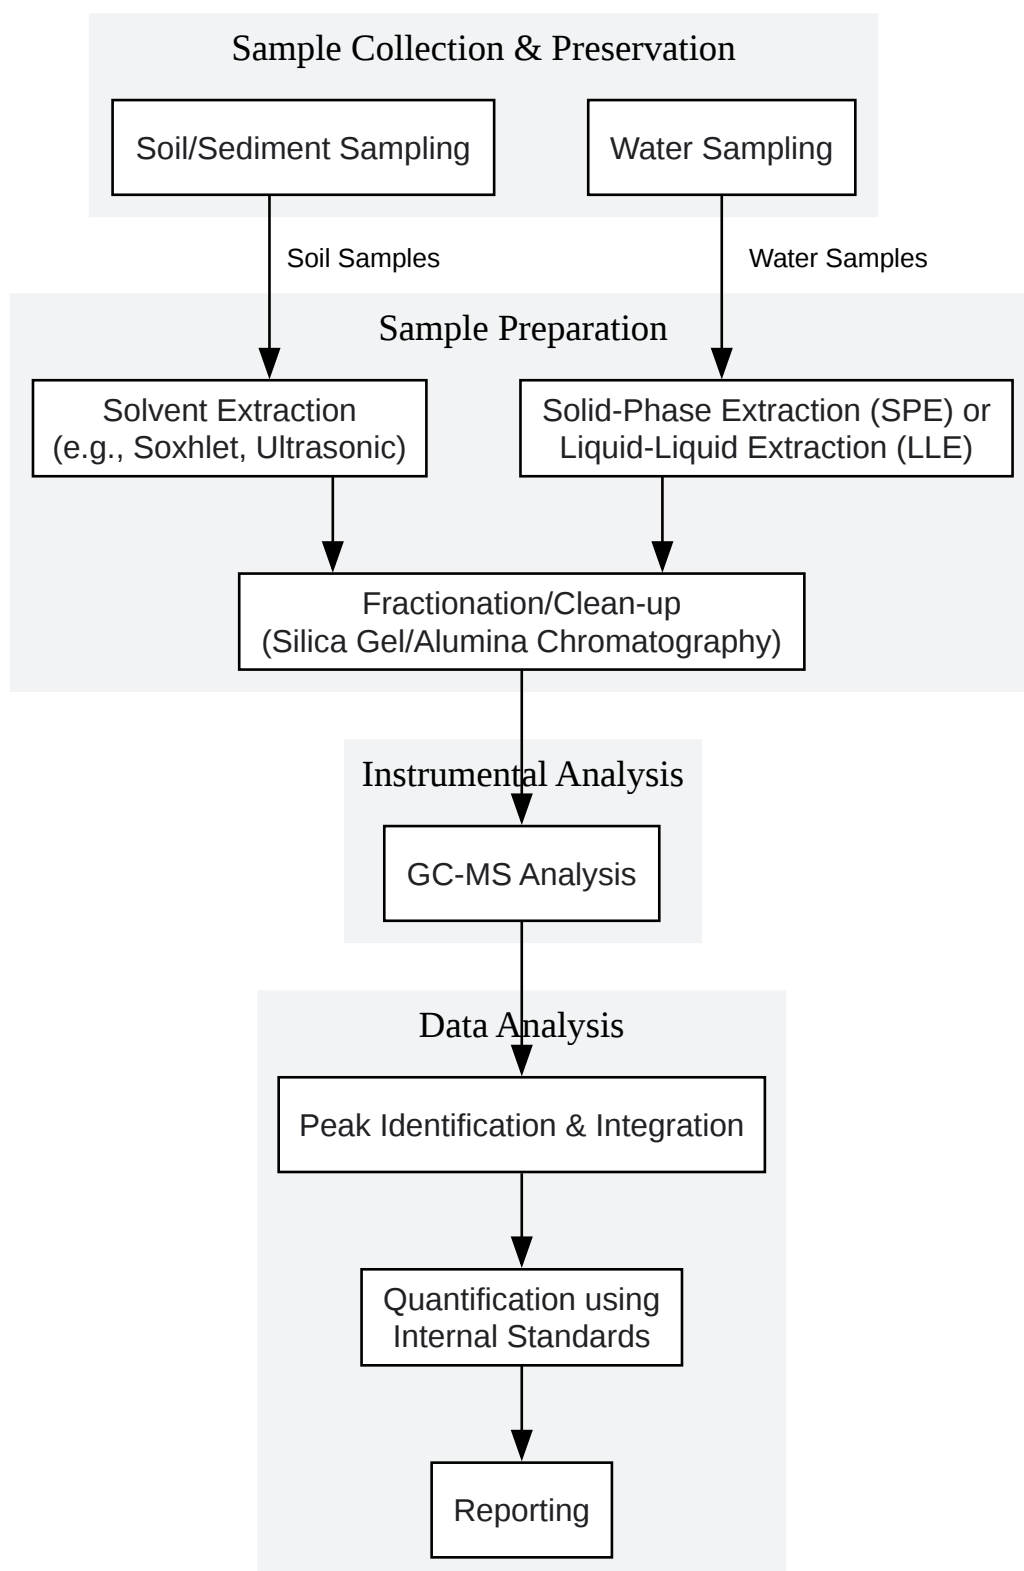 Sample Collection & Preservation
Soil/Sediment Sampling
Water Sampling
Soil Samples
Water Samples
Sample Preparation
Solvent Extraction
(e.g., Soxhlet, Ultrasonic)
Solid-Phase Extraction (SPE) or
Liquid-Liquid Extraction (LLE)
Fractionation/Clean-up
(Silica Gel/Alumina Chromatography)
Instrumental Analysis
GC-MS Analysis
Data Analysis
Peak Identification & Integration
Quantification using
Internal Standards
Reporting